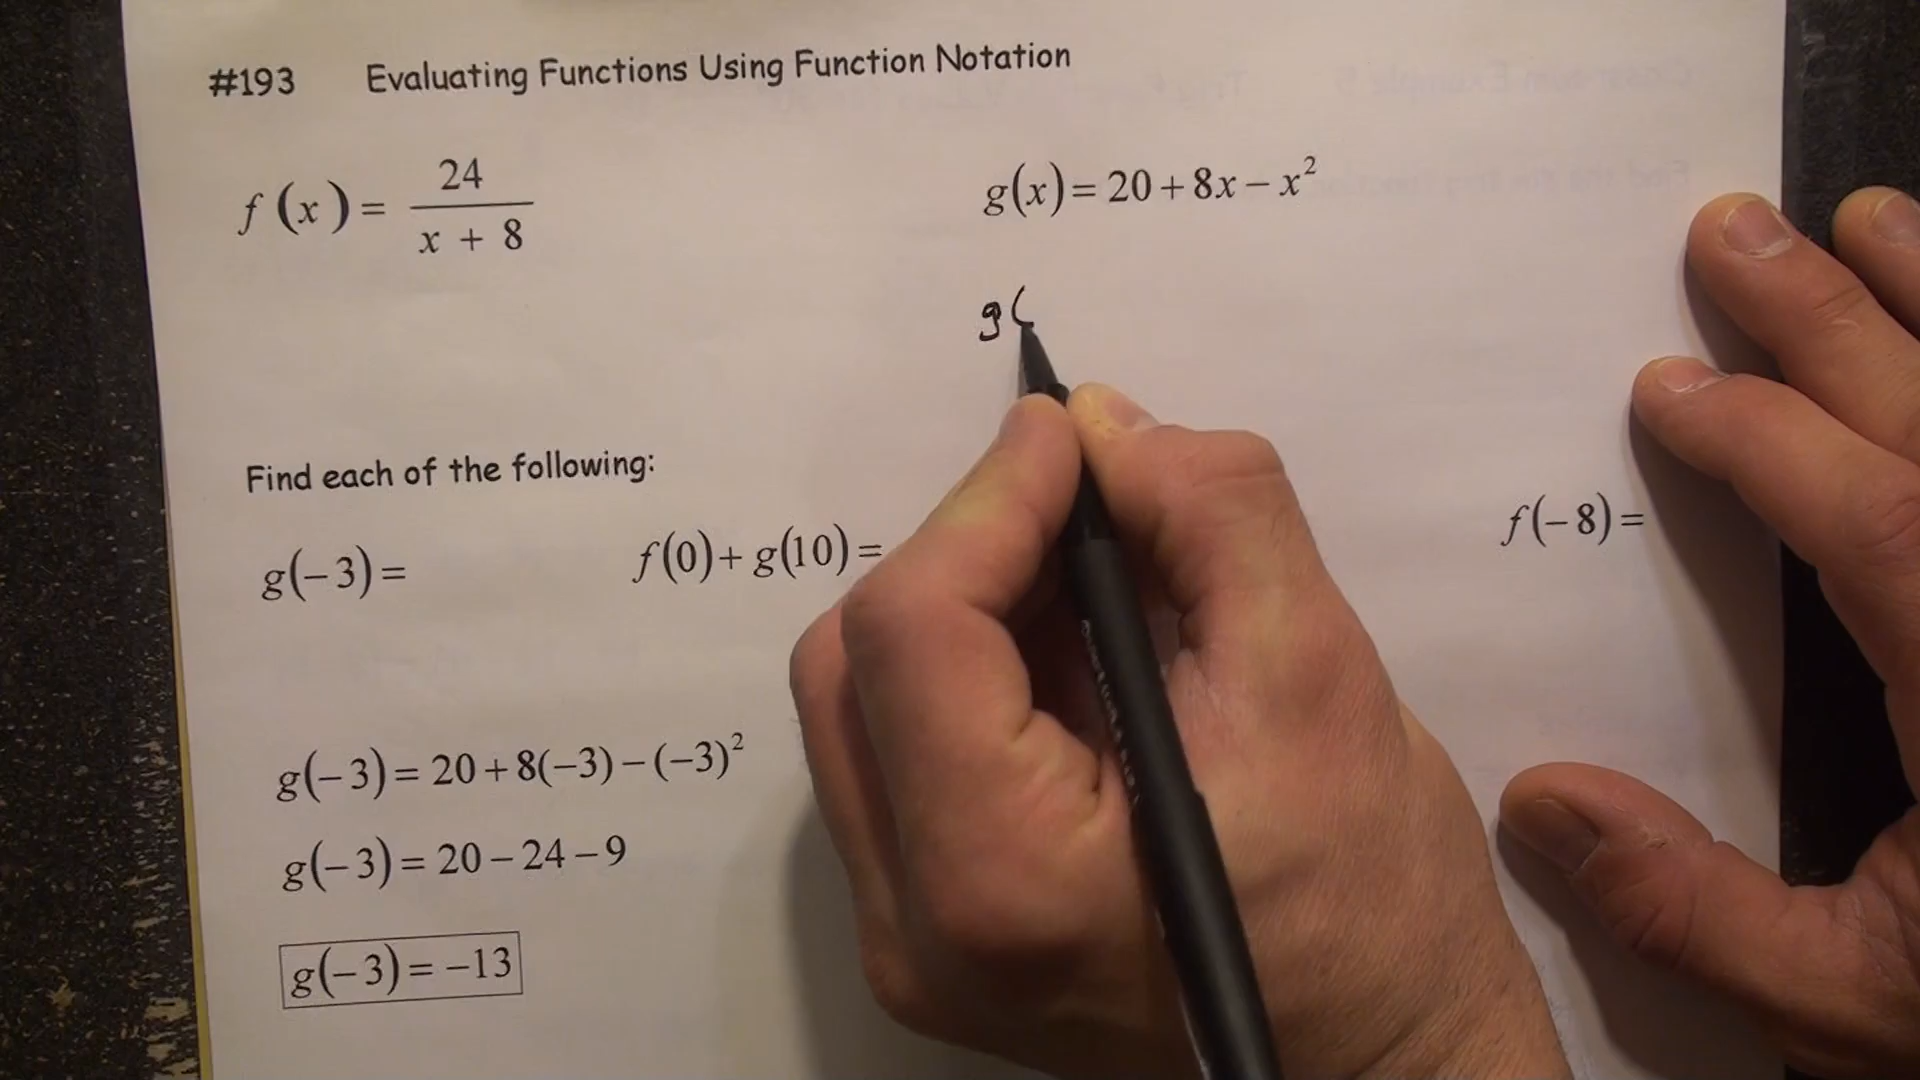 #193 Evaluating Functions Using Function Notation
f(x) = 24 / (x + 8)
g(x) = 20 + 8x − x²
g(
Find each of the following:
g(−3) =
f(0) + g(10) =
f(−8) =
g(−3) = 20 + 8(−3) − (−3)²
g(−3) = 20 − 24 − 9
g(−3) = −13